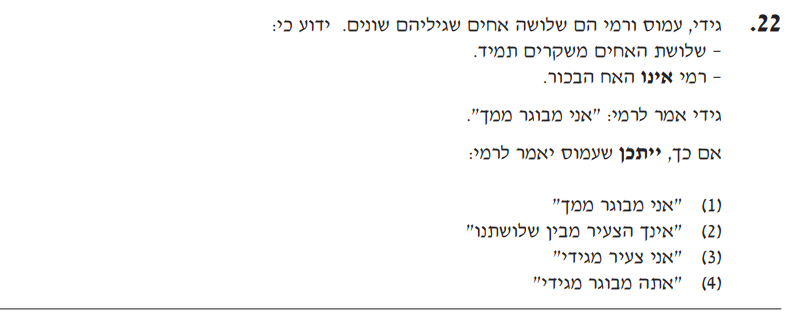 22. גידי, עמוס ורמי הם שלושה אחים שגיליהם שונים. ידוע כי:
- שלושת האחים משקרים תמיד.
- רמי אינו האח הבכור.
גידי אמר לרמי: "אני מבוגר ממך".
אם כך, ייתכן שעמוס יאמר לרמי:
(1) "אני מבוגר ממך"
(2) "אינך הצעיר מבין שלושתנו"
(3) "אני צעיר מגידי"
(4) "אתה מבוגר מגידי"